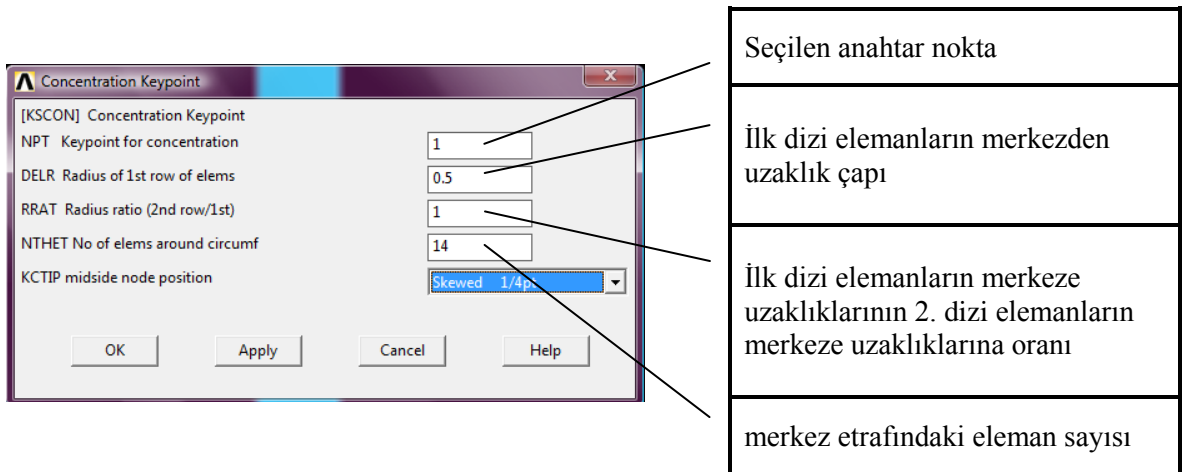 Concentration Keypoint
[KSCON] Concentration Keypoint
NPT Keypoint for concentration
1
DELR Radius of 1st row of elems
0.5
RRAT Radius ratio (2nd row/1st)
1
NTHET No of elems around circumf
14
KCTIP midside node position
Skewed 1/4pt
OK Apply Cancel Help
Seçilen anahtar nokta
İlk dizi elemanların merkezden
uzaklık çapı
İlk dizi elemanların merkeze
uzaklıklarının 2. dizi elemanların
merkeze uzaklıklarına oranı
merkez etrafındaki eleman sayısı